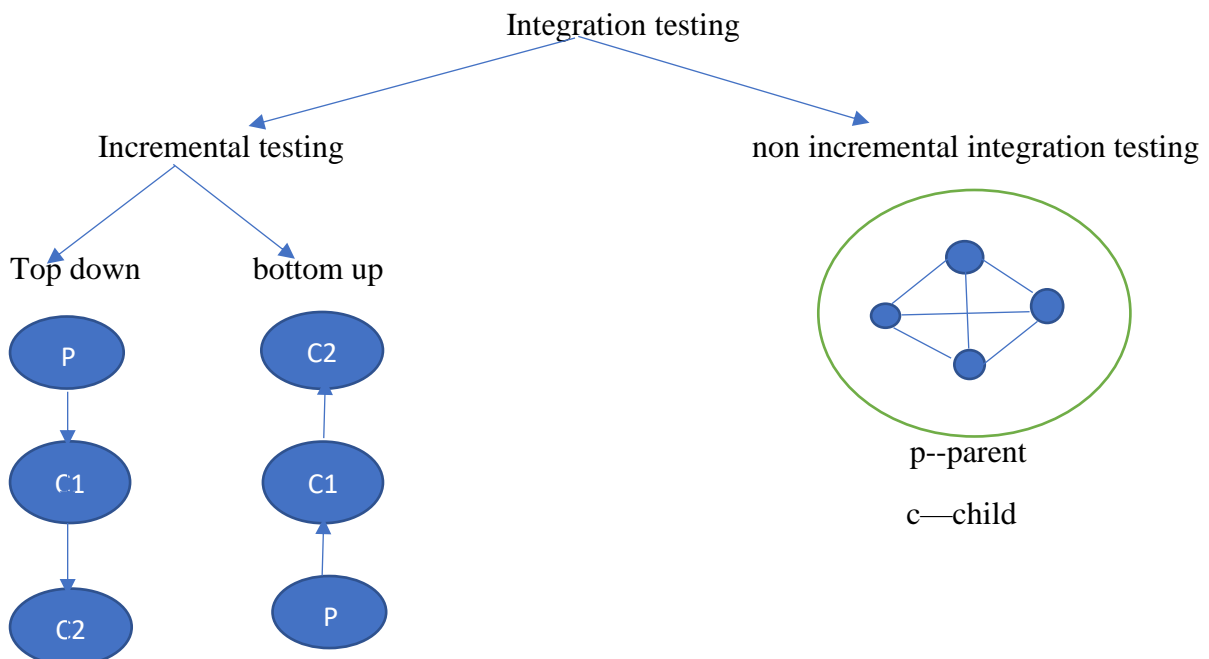 Integration testing
Incremental testing
non incremental integration testing
Top down
bottom up
P
C2
C1
C1
p--parent
c—child
C2
P